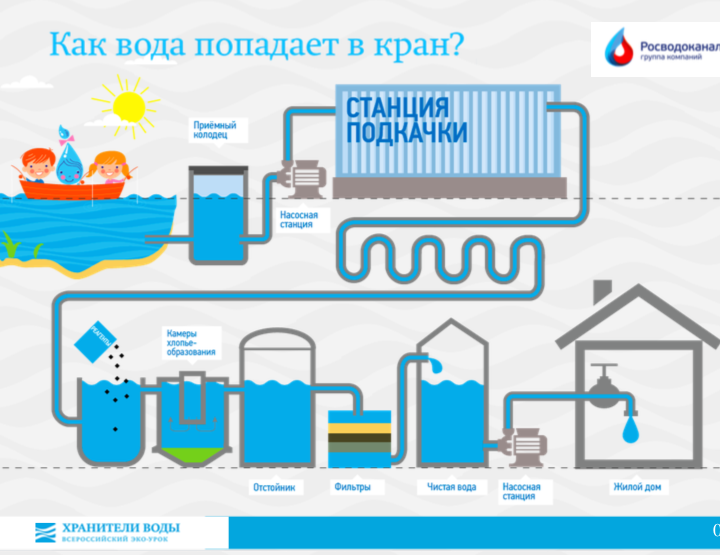 Как вода попадает в кран?
Росводоканал
группа компаний
СТАНЦИЯ
ПОДКАЧКИ
Приёмный
колодец
Насосная
станция
РЕАГЕНТЫ
Камеры
хлопье-
образования
Отстойник
Фильтры
Чистая вода
Насосная
станция
Жилой дом
ХРАНИТЕЛИ ВОДЫ
ВСЕРОССИЙСКИЙ ЭКО-УРОК